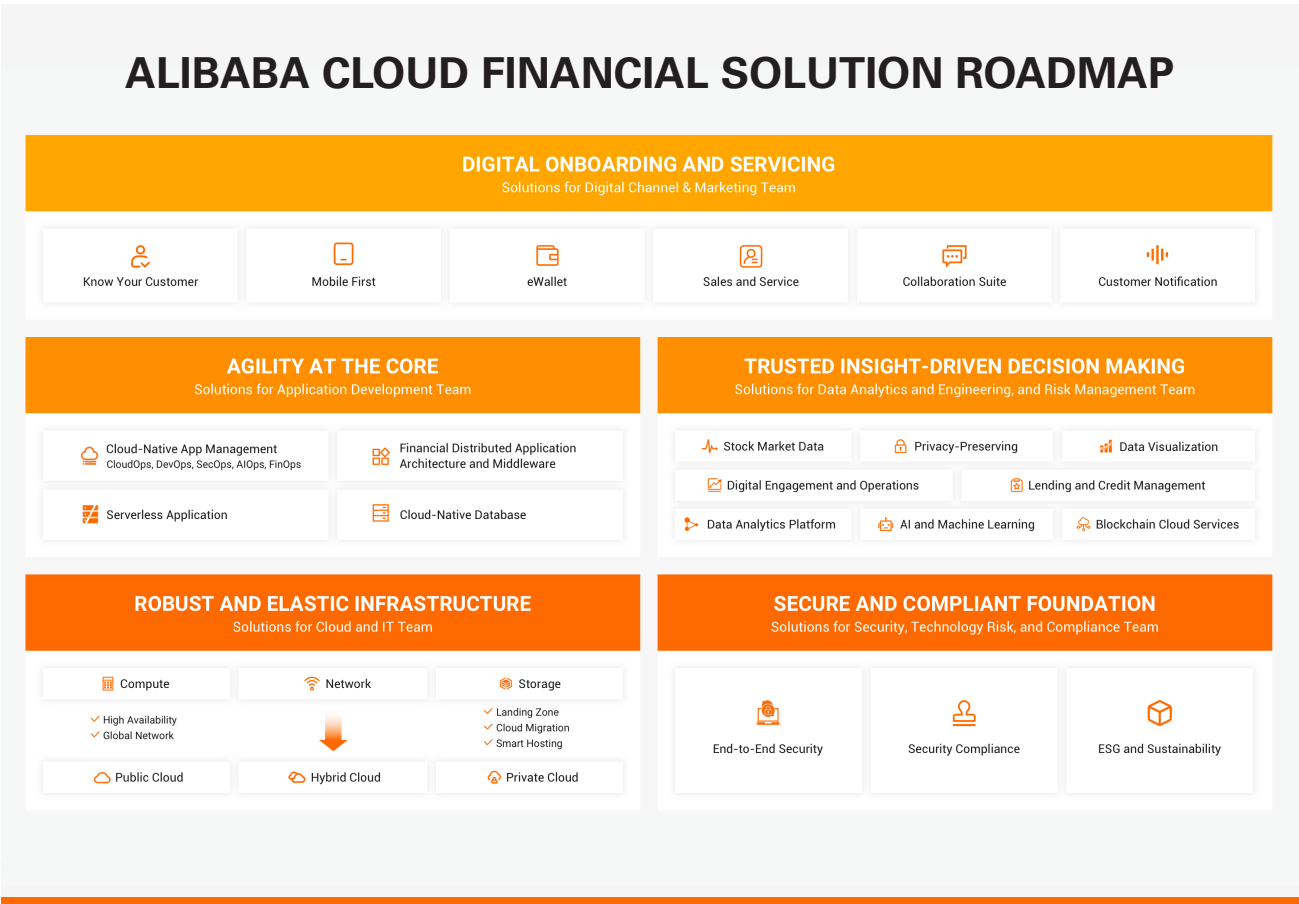 ALIBABA CLOUD FINANCIAL SOLUTION ROADMAP
DIGITAL ONBOARDING AND SERVICING
Solutions for Digital Channel & Marketing Team
Know Your Customer
Mobile First
eWallet
Sales and Service
Collaboration Suite
Customer Notification
AGILITY AT THE CORE
Solutions for Application Development Team
Cloud-Native App Management
CloudOps, DevOps, SecOps, AIOps, FinOps
Financial Distributed Application
Architecture and Middleware
Serverless Application
Cloud-Native Database
TRUSTED INSIGHT-DRIVEN DECISION MAKING
Solutions for Data Analytics and Engineering, and Risk Management Team
Stock Market Data
Privacy-Preserving
Data Visualization
Digital Engagement and Operations
Lending and Credit Management
Data Analytics Platform
AI and Machine Learning
Blockchain Cloud Services
ROBUST AND ELASTIC INFRASTRUCTURE
Solutions for Cloud and IT Team
Compute
Network
Storage
High Availability
Global Network
Landing Zone
Cloud Migration
Smart Hosting
Public Cloud
Hybrid Cloud
Private Cloud
SECURE AND COMPLIANT FOUNDATION
Solutions for Security, Technology Risk, and Compliance Team
End-to-End Security
Security Compliance
ESG and Sustainability